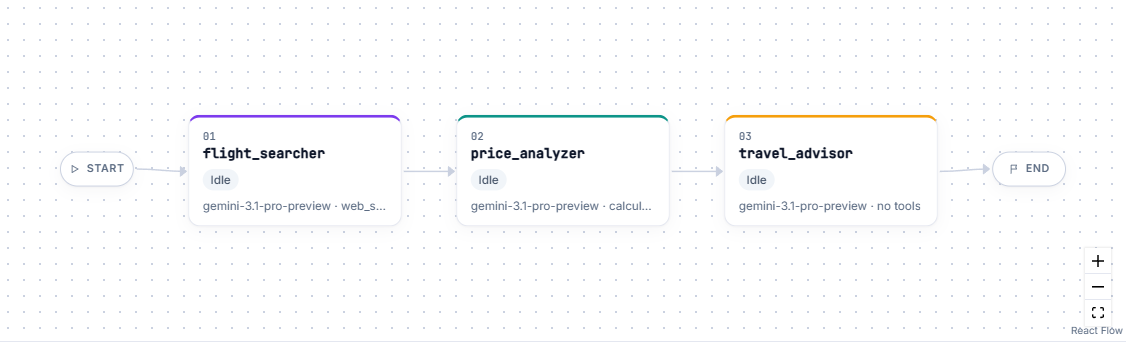 START
01
flight_searcher
Idle
gemini-3.1-pro-preview · web_s...
02
price_analyzer
Idle
gemini-3.1-pro-preview · calcul...
03
travel_advisor
Idle
gemini-3.1-pro-preview · no tools
END
React Flow